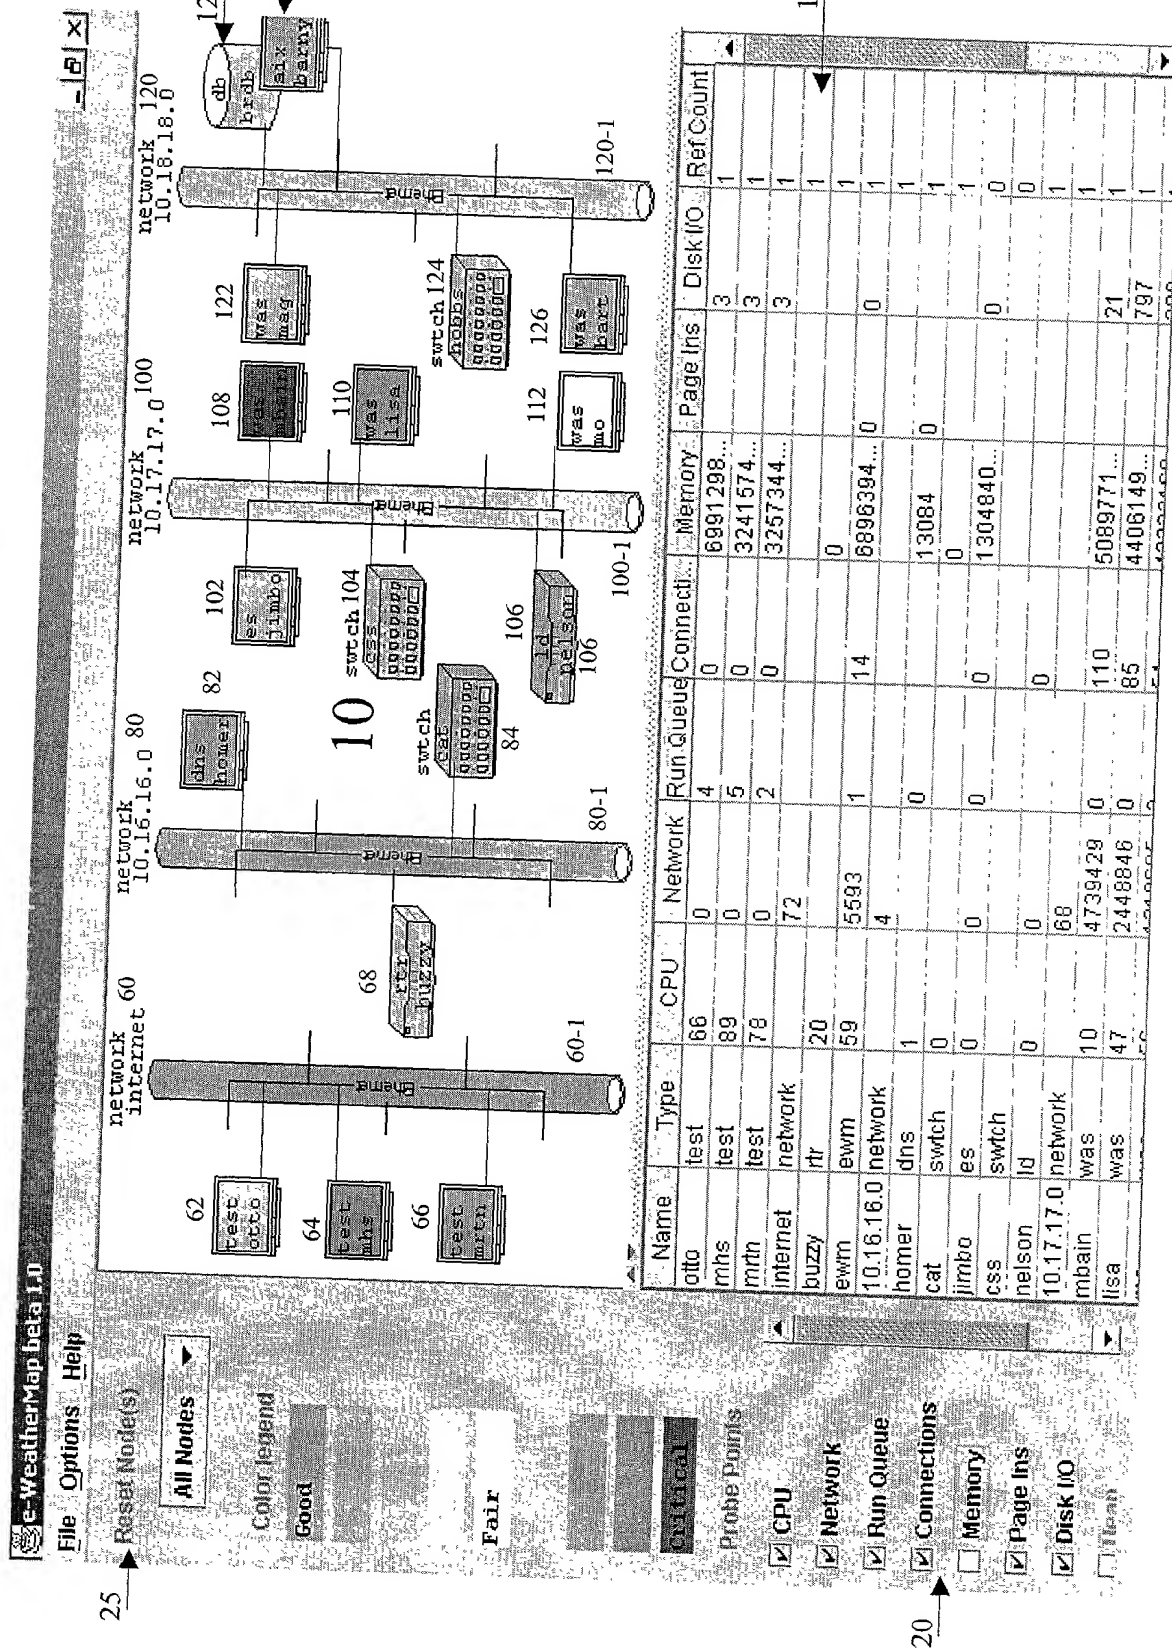 e-WeatherMap beta 1.0
File Options Help
25
Reset Node(s)
All Nodes
Color legend
Good
Fair
Critical
Probe Points
CPU
Network
Run Queue
Connections
Memory
Page Ins
Disk I/O
20
network
internet 60
network
10.16.16.0 80
network
10.17.17.0 100
network
10.18.18.0 120
62
test
otto
64
test
mhs
66
test
mrtn
Ethernet
60-1
68
rtr
buzzy
Ethernet
80-1
82
dns
homer
swtch
cat
84
10
102
es
jimbo
swtch 104
css
106
ld
nelson
106
Ethernet
100-1
108
was
mbain
110
was
lisa
112
was
mo
122
was
mag
swtch 124
hobbs
126
was
bart
Ethernet
120-1
db
brdb
aix
barny
Name Type CPU Network Run Queue Connecti... Memory Page Ins Disk I/O Ref Count
otto test 66 0 4 0 6991298... 3 1
mhs test 89 0 5 0 3241574... 3 1
mrtn test 78 0 2 0 3257344... 3 1
internet network 72 1
buzzy rtr 20 0 1
ewm ewm 59 5593 1 14 68968394... 0 0 1
10.16.16.0 network 4 1
homer dns 1 0 13084 0 1
cat swtch 0 0 1
jimbo es 0 0 0 0 1304840... 0 0
css swtch 0
nelson ld 0 0 0 1
10.17.17.0 network 68 1
mbain was 10 4739429 0 110 5089771... 21 1
lisa was 47 2448846 0 85 4406149... 797 1